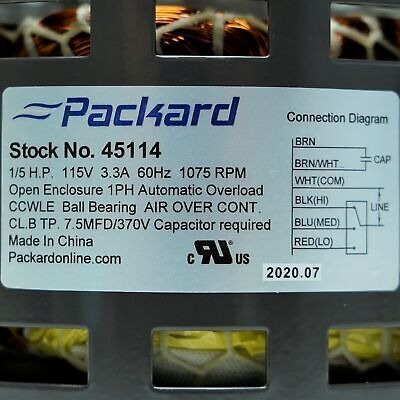 Packard
Stock No. 45114
1/5 H.P. 115V 3.3A 60Hz 1075 RPM
Open Enclosure 1PH Automatic Overload
CCWLE Ball Bearing AIR OVER CONT.
CL.B TP. 7.5MFD/370V Capacitor required
Made In China
Packardonline.com
C RU US
2020.07
Connection Diagram
BRN
BRN/WHT
CAP
WHT(COM)
LINE
BLK(HI)
BLU(MED)
RED(LO)